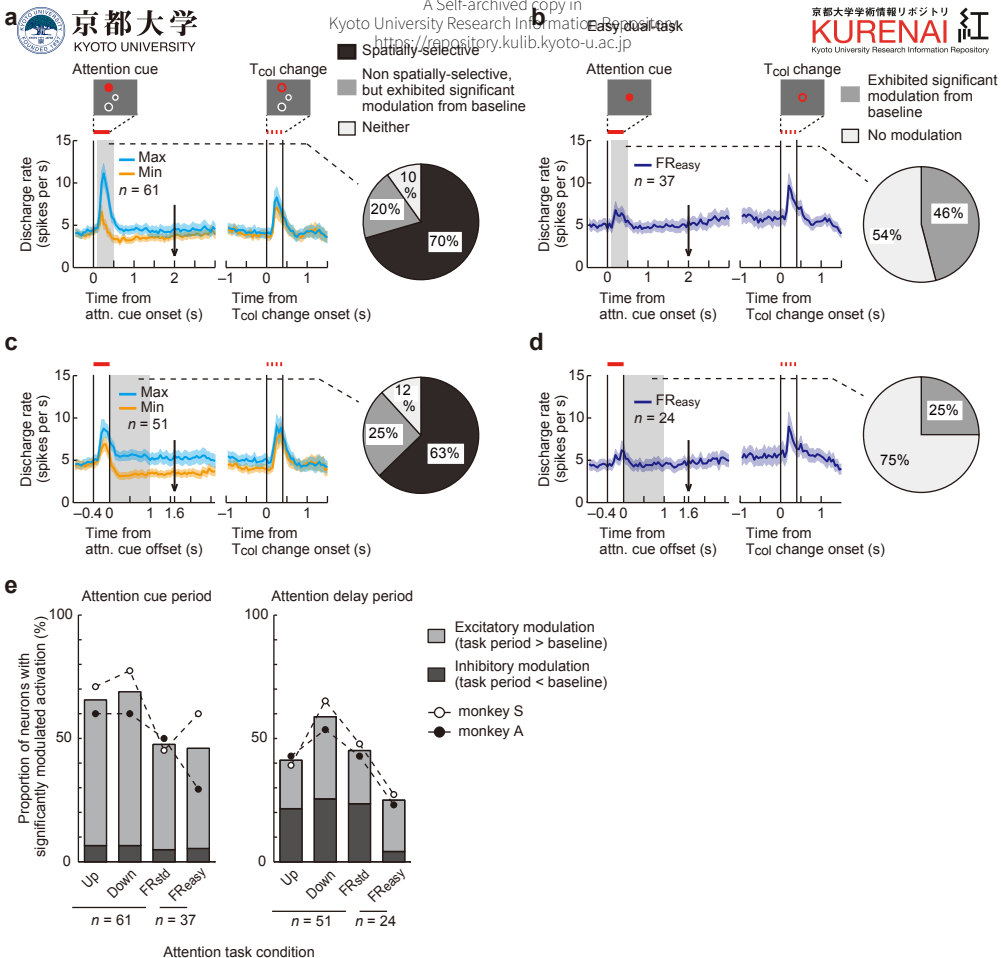 京都大学
KYOTO UNIVERSITY
KYOTO UNIVERSITY
FOUNDED 1897
A Self-archived copy in
Kyoto University Research Information Repository
https://repository.kulib.kyoto-u.ac.jp
京都大学学術情報リポジトリ
KURENAI 紅
Kyoto University Research Information Repository
a
Attention cue
Tcol change
Spatially-selective
Non spatially-selective,
but exhibited significant
modulation from baseline
Neither
Discharge rate
(spikes per s)
15
10
5
0
Max
Min
n = 61
0
2
–1
0
1
Time from
attn. cue onset (s)
Time from
Tcol change onset (s)
10
%
20%
70%
b
Easy dual-task
Attention cue
Tcol change
Exhibited significant
modulation from
baseline
No modulation
Discharge rate
(spikes per s)
15
10
5
0
FReasy
n = 37
0
2
–1
0
1
Time from
attn. cue onset (s)
Time from
Tcol change onset (s)
46%
54%
c
Discharge rate
(spikes per s)
15
10
5
0
Max
Min
n = 51
–0.4
0
1
1.6
–1
0
1
Time from
attn. cue offset (s)
Time from
Tcol change onset (s)
12
%
25%
63%
d
Discharge rate
(spikes per s)
15
10
5
0
FReasy
n = 24
–0.4
0
1
1.6
–1
0
1
Time from
attn. cue offset (s)
Time from
Tcol change onset (s)
25%
75%
e
Attention cue period
Attention delay period
Proportion of neurons with
significantly modulated activation (%)
100
50
0
Up
Down
FRstd
FReasy
n = 61
n = 37
100
50
0
Up
Down
FRstd
FReasy
n = 51
n = 24
Attention task condition
Excitatory modulation
(task period > baseline)
Inhibitory modulation
(task period < baseline)
monkey S
monkey A